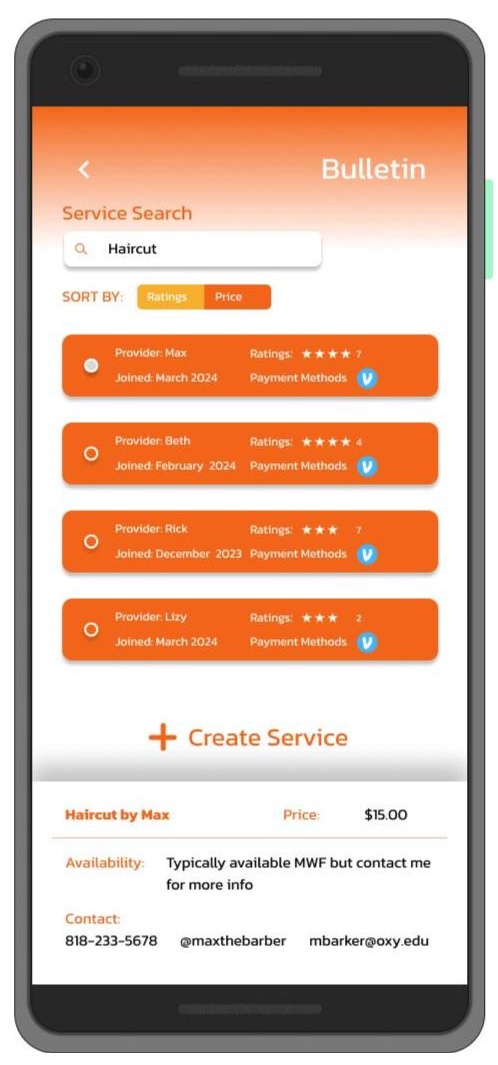 Bulletin
Service Search
Haircut
SORT BY: Ratings Price
Provider: Max Ratings: ★★★★ 7
Joined: March 2024 Payment Methods
Provider: Beth Ratings: ★★★★ 4
Joined: February 2024 Payment Methods
Provider: Rick Ratings: ★★★ 7
Joined: December 2023 Payment Methods
Provider: Lizy Ratings: ★★★ 2
Joined: March 2024 Payment Methods
+ Create Service
Haircut by Max Price: $15.00
Availability: Typically available MWF but contact me
for more info
Contact:
818-233-5678 @maxthebarber mbarker@oxy.edu